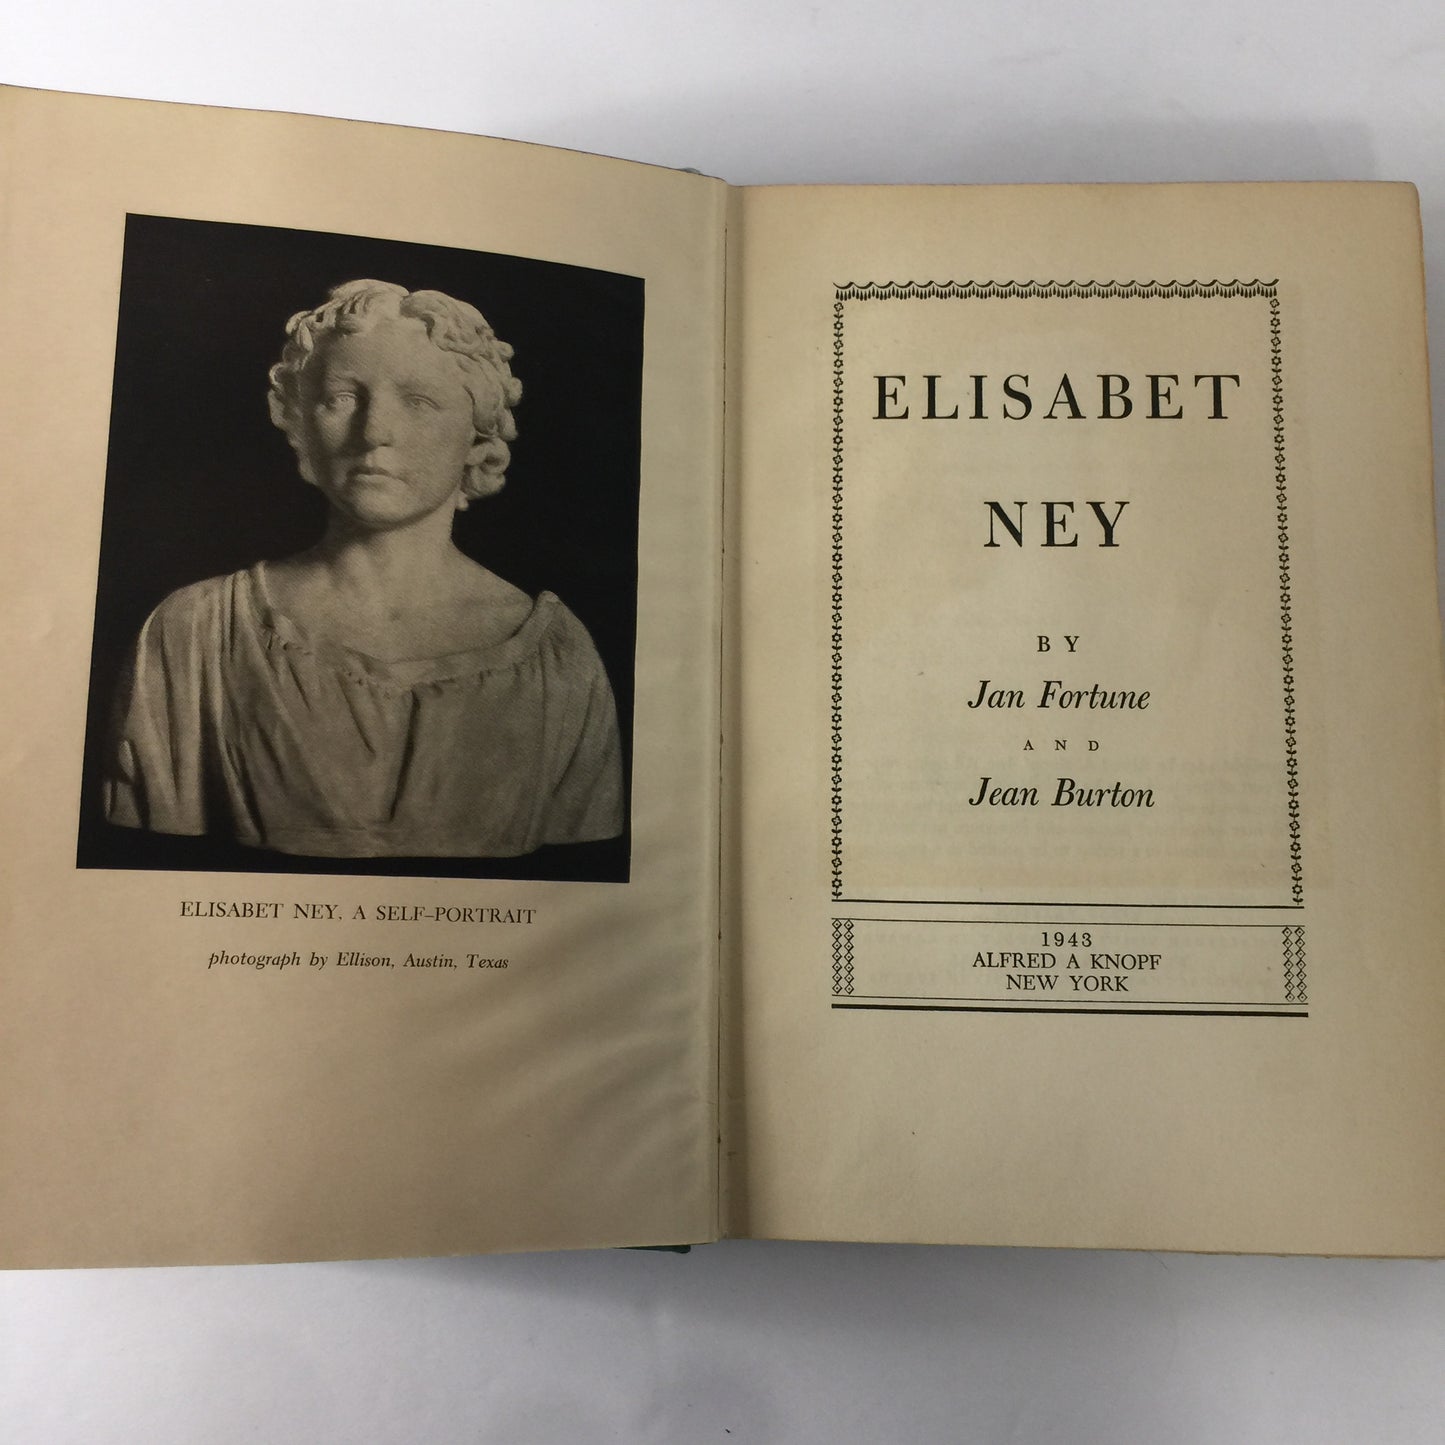 ELISABET NEY, A SELF-PORTRAIT
photograph by Ellison, Austin, Texas
ELISABET
NEY
BY
Jan Fortune
AND
Jean Burton
1943
ALFRED A KNOPF
NEW YORK